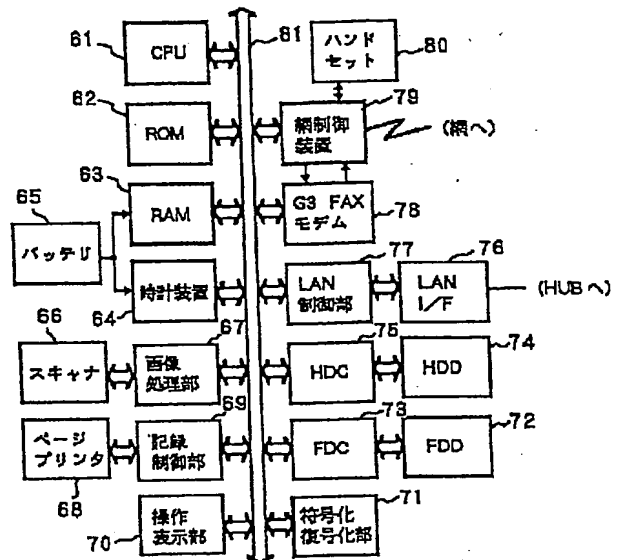 61
CPU
81
ハンド
セット
80
62
ROM
79
網制御
装置
(網へ)
63
RAM
65
バッテリ
G3 FAX
モデム
78
時計装置
64
77
LAN
制御部
76
LAN
I/F
(HUBへ)
66
スキャナ
67
画像
処理部
75
HDC
74
HDD
69
ページ
プリンタ
68
記録
制御部
73
FDC
72
FDD
70
操作
表示部
71
符号化
復号化部